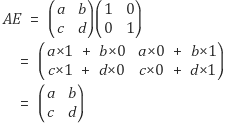 AE = (a b
c d)(1 0
0 1)
= (a×1 + b×0 a×0 + b×1
c×1 + d×0 c×0 + d×1)
= (a b
c d)